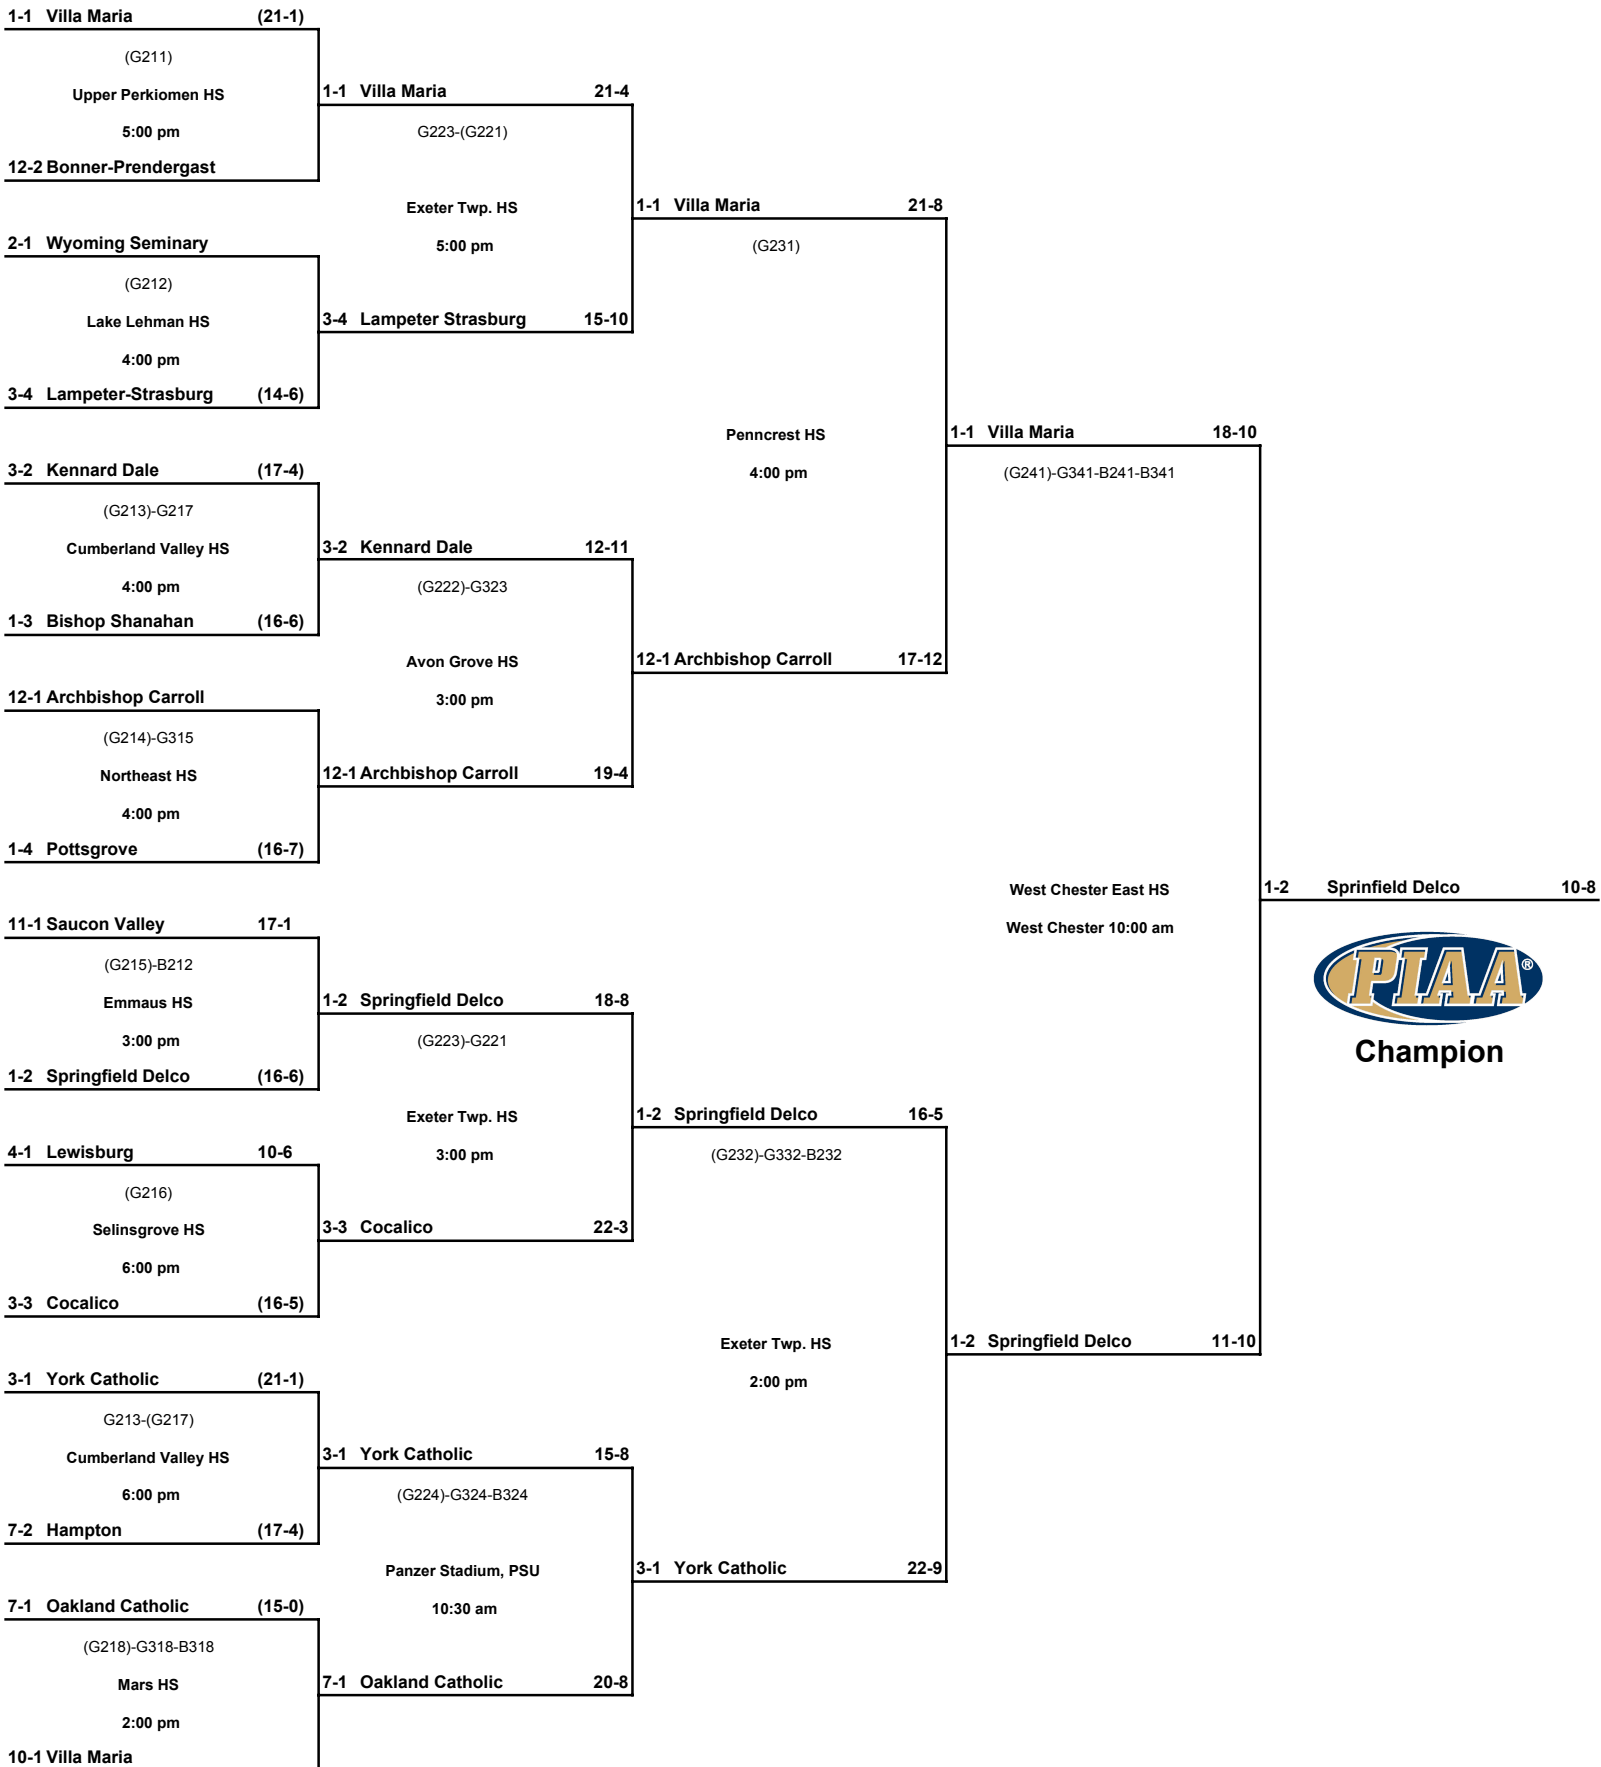 1-1 Villa Maria (21-1)
(G211)
Upper Perkiomen HS
5:00 pm
12-2 Bonner-Prendergast
2-1 Wyoming Seminary
(G212)
Lake Lehman HS
4:00 pm
3-4 Lampeter-Strasburg (14-6)
3-2 Kennard Dale (17-4)
(G213)-G217
Cumberland Valley HS
4:00 pm
1-3 Bishop Shanahan (16-6)
12-1 Archbishop Carroll
(G214)-G315
Northeast HS
4:00 pm
1-4 Pottsgrove (16-7)
11-1 Saucon Valley 17-1
(G215)-B212
Emmaus HS
3:00 pm
1-2 Springfield Delco (16-6)
4-1 Lewisburg 10-6
(G216)
Selinsgrove HS
6:00 pm
3-3 Cocalico (16-5)
3-1 York Catholic (21-1)
G213-(G217)
Cumberland Valley HS
6:00 pm
7-2 Hampton (17-4)
7-1 Oakland Catholic (15-0)
(G218)-G318-B318
Mars HS
2:00 pm
10-1 Villa Maria
1-1 Villa Maria 21-4
G223-(G221)
Exeter Twp. HS
5:00 pm
3-4 Lampeter Strasburg 15-10
3-2 Kennard Dale 12-11
(G222)-G323
Avon Grove HS
3:00 pm
12-1 Archbishop Carroll 19-4
1-2 Springfield Delco 18-8
(G223)-G221
Exeter Twp. HS
3:00 pm
3-3 Cocalico 22-3
3-1 York Catholic 15-8
(G224)-G324-B324
Panzer Stadium, PSU
10:30 am
7-1 Oakland Catholic 20-8
1-1 Villa Maria 21-8
(G231)
Penncrest HS
4:00 pm
12-1 Archbishop Carroll 17-12
1-2 Springfield Delco 16-5
(G232)-G332-B232
Exeter Twp. HS
2:00 pm
3-1 York Catholic 22-9
1-1 Villa Maria 18-10
(G241)-G341-B241-B341
West Chester East HS
West Chester 10:00 am
1-2 Springfield Delco 11-10
1-2 Sprinfield Delco 10-8
PIAA®
Champion